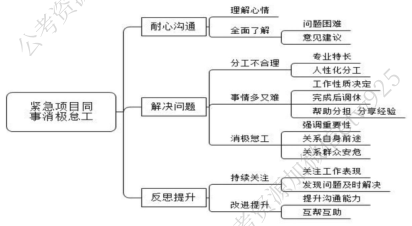 紧急项目同
事消极怠工
耐心沟通
理解心情
全面了解
问题困难
意见建议
解决问题
分工不合理
专业特长
人性化分工
事情多又难
工作性质决定
完成后调休
帮助分担 分享经验
消极怠工
强调重要性
关系自身前途
关系群众安危
反思提升
持续关注
关注工作表现
发现问题及时解决
改进提升
提升沟通能力
互帮互助